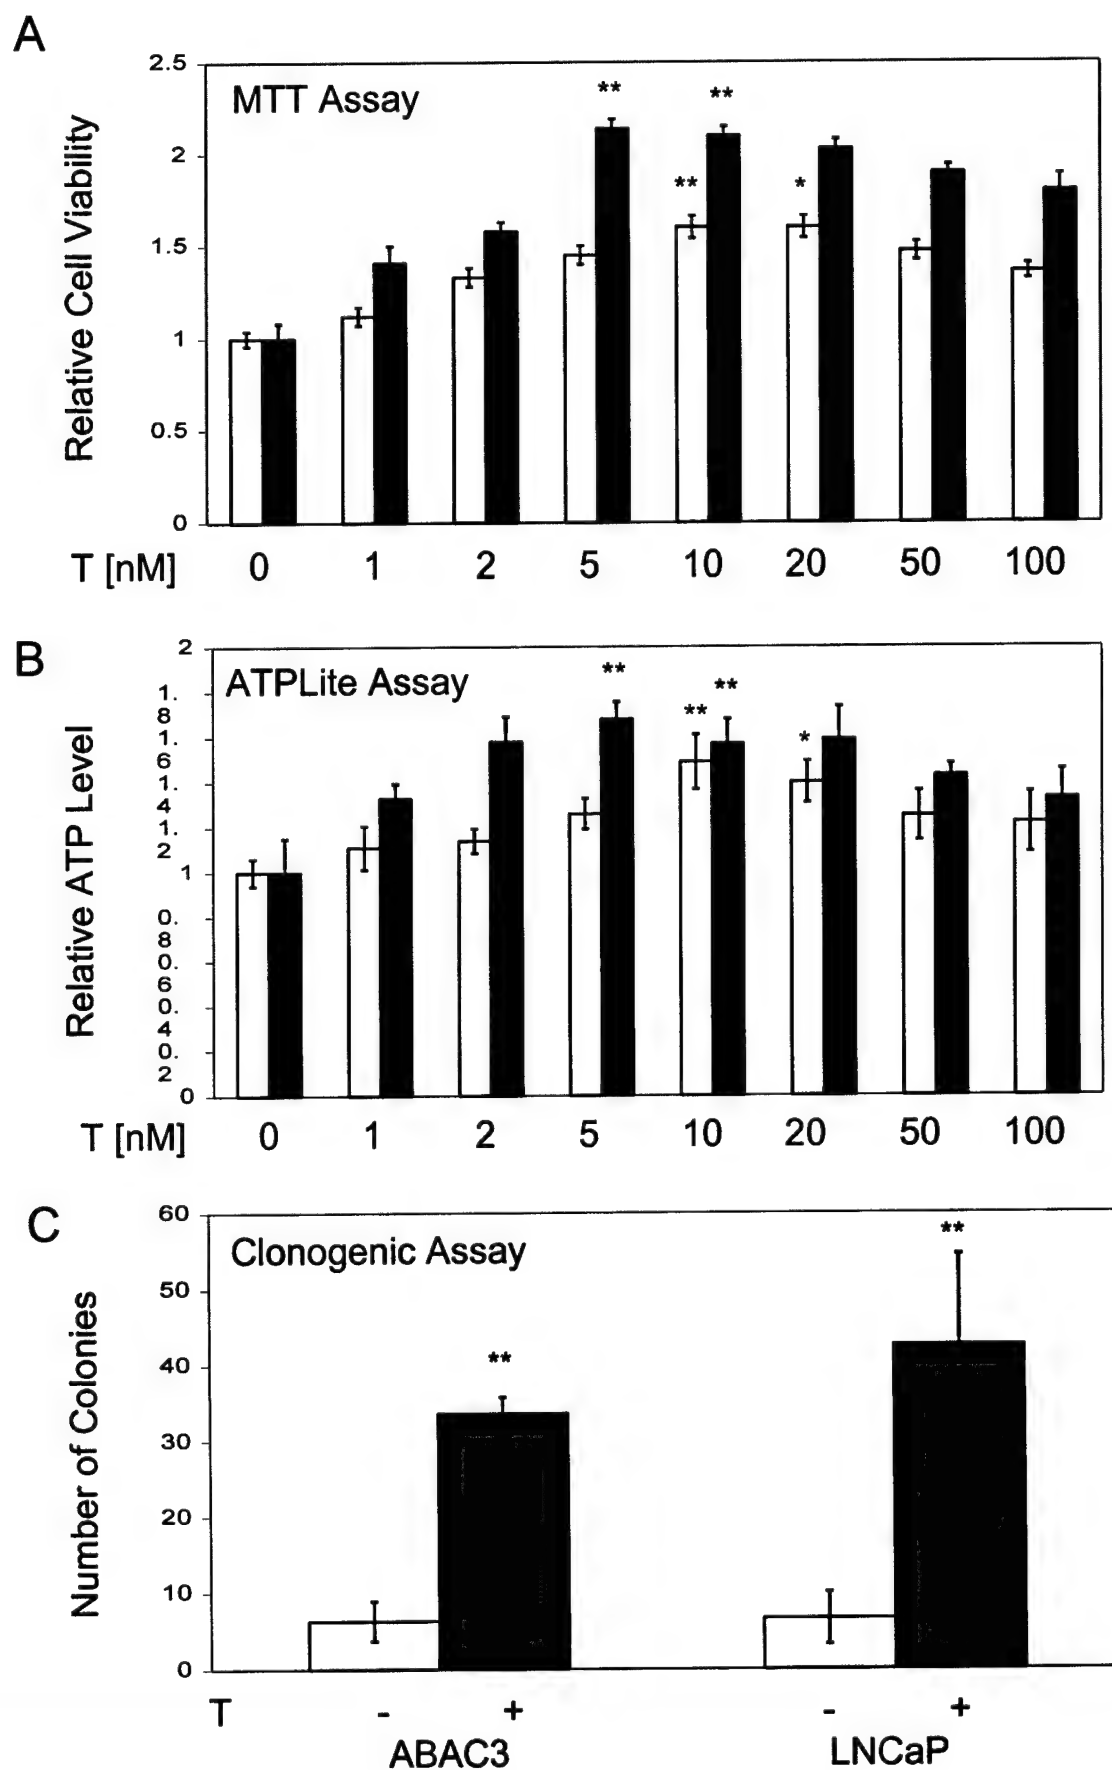 A
MTT Assay
Relative Cell Viability
2.5
2
1.5
1
0.5
0
** **
** *
T [nM] 0 1 2 5 10 20 50 100
B
ATPLite Assay
Relative ATP Level
2
1.
8
1.
6
1.
4
1.
2
1
0.
8
0.
6
0.
4
0.
2
0
** **
** *
T [nM] 0 1 2 5 10 20 50 100
C
Clonogenic Assay
Number of Colonies
60
50
40
30
20
10
0
** **
T - + - +
ABAC3 LNCaP